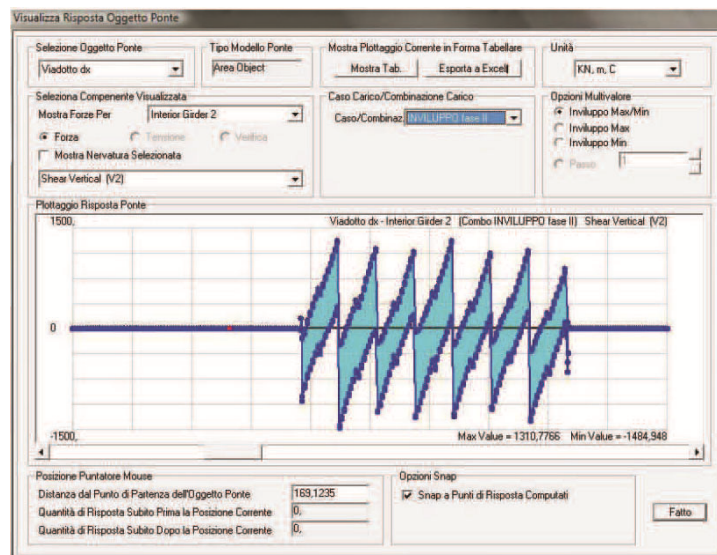 Visualizza Risposta Oggetto Ponte
Selezione Oggetto Ponte
Viadotto dx
Tipo Modello Ponte
Area Object
Mostra Plottaggio Corrente in Forma Tabellare
Mostra Tab.
Esporta a Excell
Unità
KN, m, C
Seleziona Compenente Visualizzata
Mostra Forze Per
Interior Girder 2
Forza
Tensione
Verifica
Mostra Nervatura Selezionata
Shear Vertical (V2)
Caso Carico/Combinazione Carico
Caso/Combinaz.
INVILUPPO fase II
Opzioni Multivalore
Inviluppo Max/Min
Inviluppo Max
Inviluppo Min
Passo
1
Plottaggio Risposta Ponte
1500,
Viadotto dx - Interior Girder 2 (Combo INVILUPPO fase II) Shear Vertical (V2)
0
-1500,
Max Value = 1310,7766 Min Value = -1484,948
Posizione Puntatore Mouse
Distanza dal Punto di Partenza dell'Oggetto Ponte
169,1235
Quantità di Risposta Subito Prima la Posizione Corrente
0,
Quantità di Risposta Subito Dopo la Posizione Corrente
0,
Opzioni Snap
Snap a Punti di Risposta Computati
Fatto